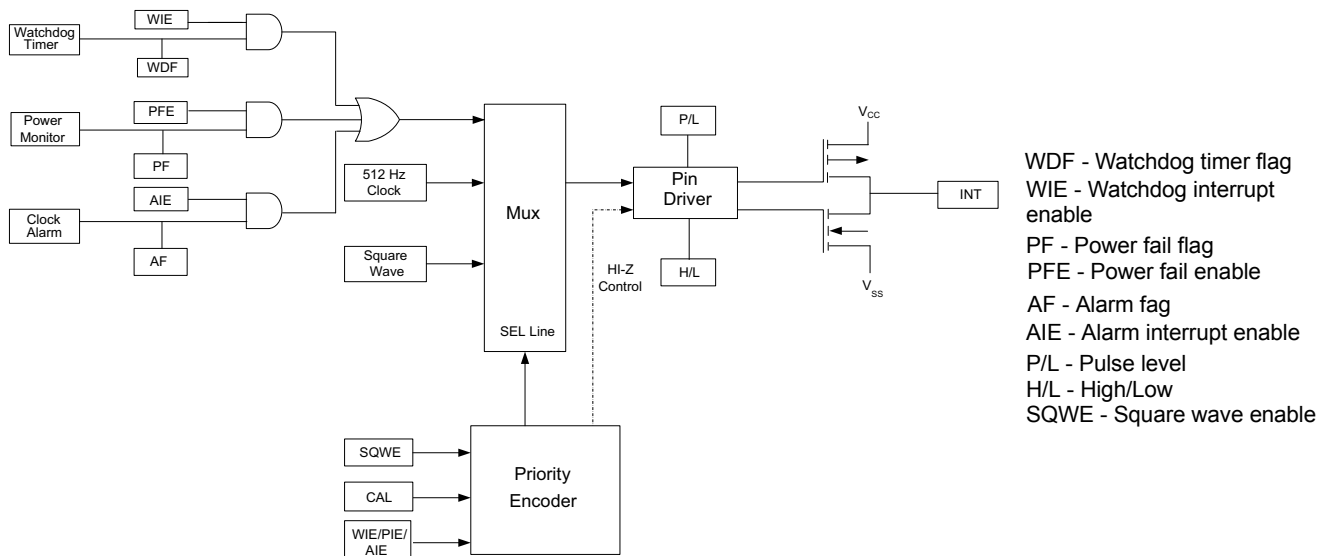 WIE
Watchdog
Timer
WDF
PFE
Power
Monitor
PF
AIE
Clock
Alarm
AF
512 Hz
Clock
Square
Wave
Mux
SEL Line
P/L
Pin
Driver
H/L
HI-Z
Control
VCC
VSS
INT
SQWE
CAL
WIE/PIE/
AIE
Priority
Encoder
WDF - Watchdog timer flag
WIE - Watchdog interrupt
enable
PF - Power fail flag
PFE - Power fail enable
AF - Alarm fag
AIE - Alarm interrupt enable
P/L - Pulse level
H/L - High/Low
SQWE - Square wave enable